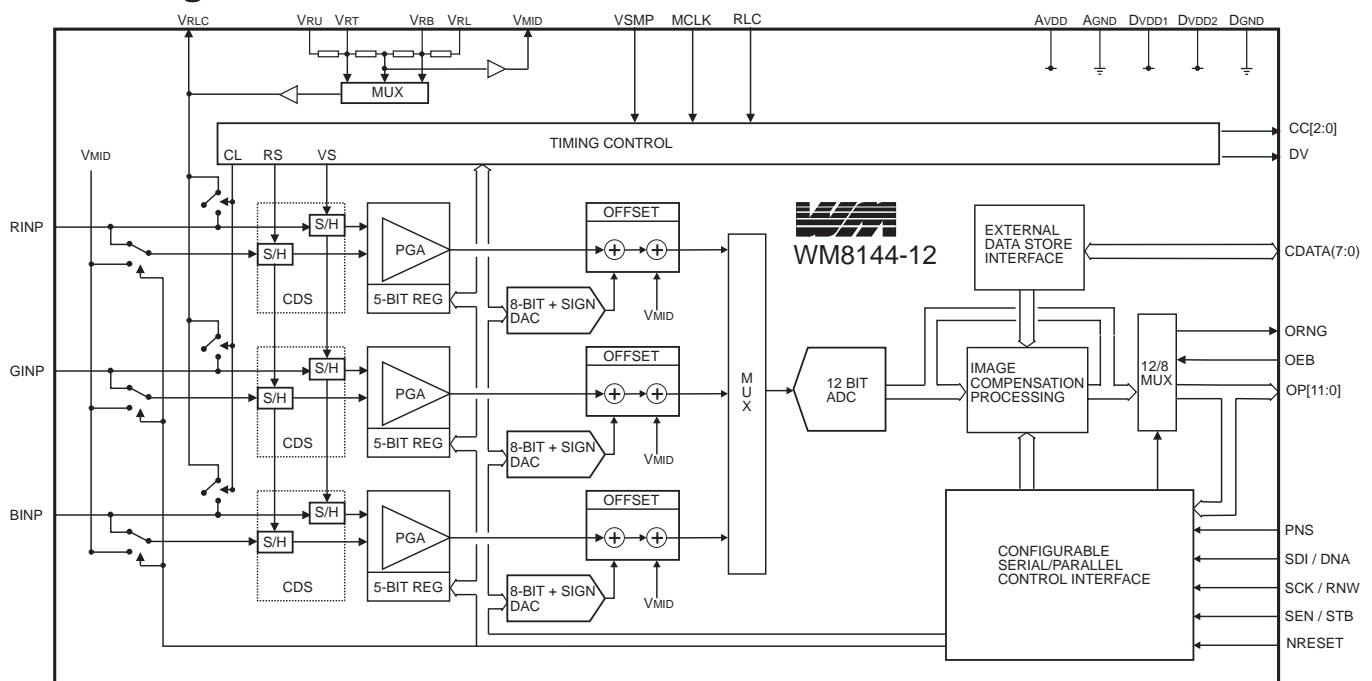 VRLC VRU VRT VRB VRL VMID VSMP MCLK RLC AVDD AGND DVDD1 DVDD2 DGND
MUX
TIMING CONTROL
CC[2:0]
DV
VMID
CL RS VS
RINP
S/H
S/H
CDS
PGA
5-BIT REG
OFFSET
+ +
8-BIT + SIGN
DAC
VMID
WM
WM8144-12
EXTERNAL
DATA STORE
INTERFACE
CDATA(7:0)
GINP
S/H
S/H
CDS
PGA
5-BIT REG
OFFSET
+ +
8-BIT + SIGN
DAC
VMID
M
U
X
12 BIT
ADC
IMAGE
COMPENSATION
PROCESSING
12/8
MUX
ORNG
OEB
OP[11:0]
BINP
S/H
S/H
CDS
PGA
5-BIT REG
OFFSET
+ +
8-BIT + SIGN
DAC
VMID
CONFIGURABLE
SERIAL/PARALLEL
CONTROL INTERFACE
PNS
SDI / DNA
SCK / RNW
SEN / STB
NRESET